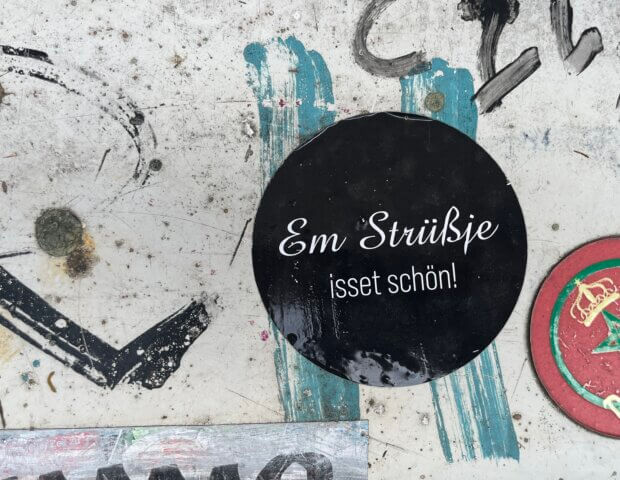 Em Strüßje
isset schön!